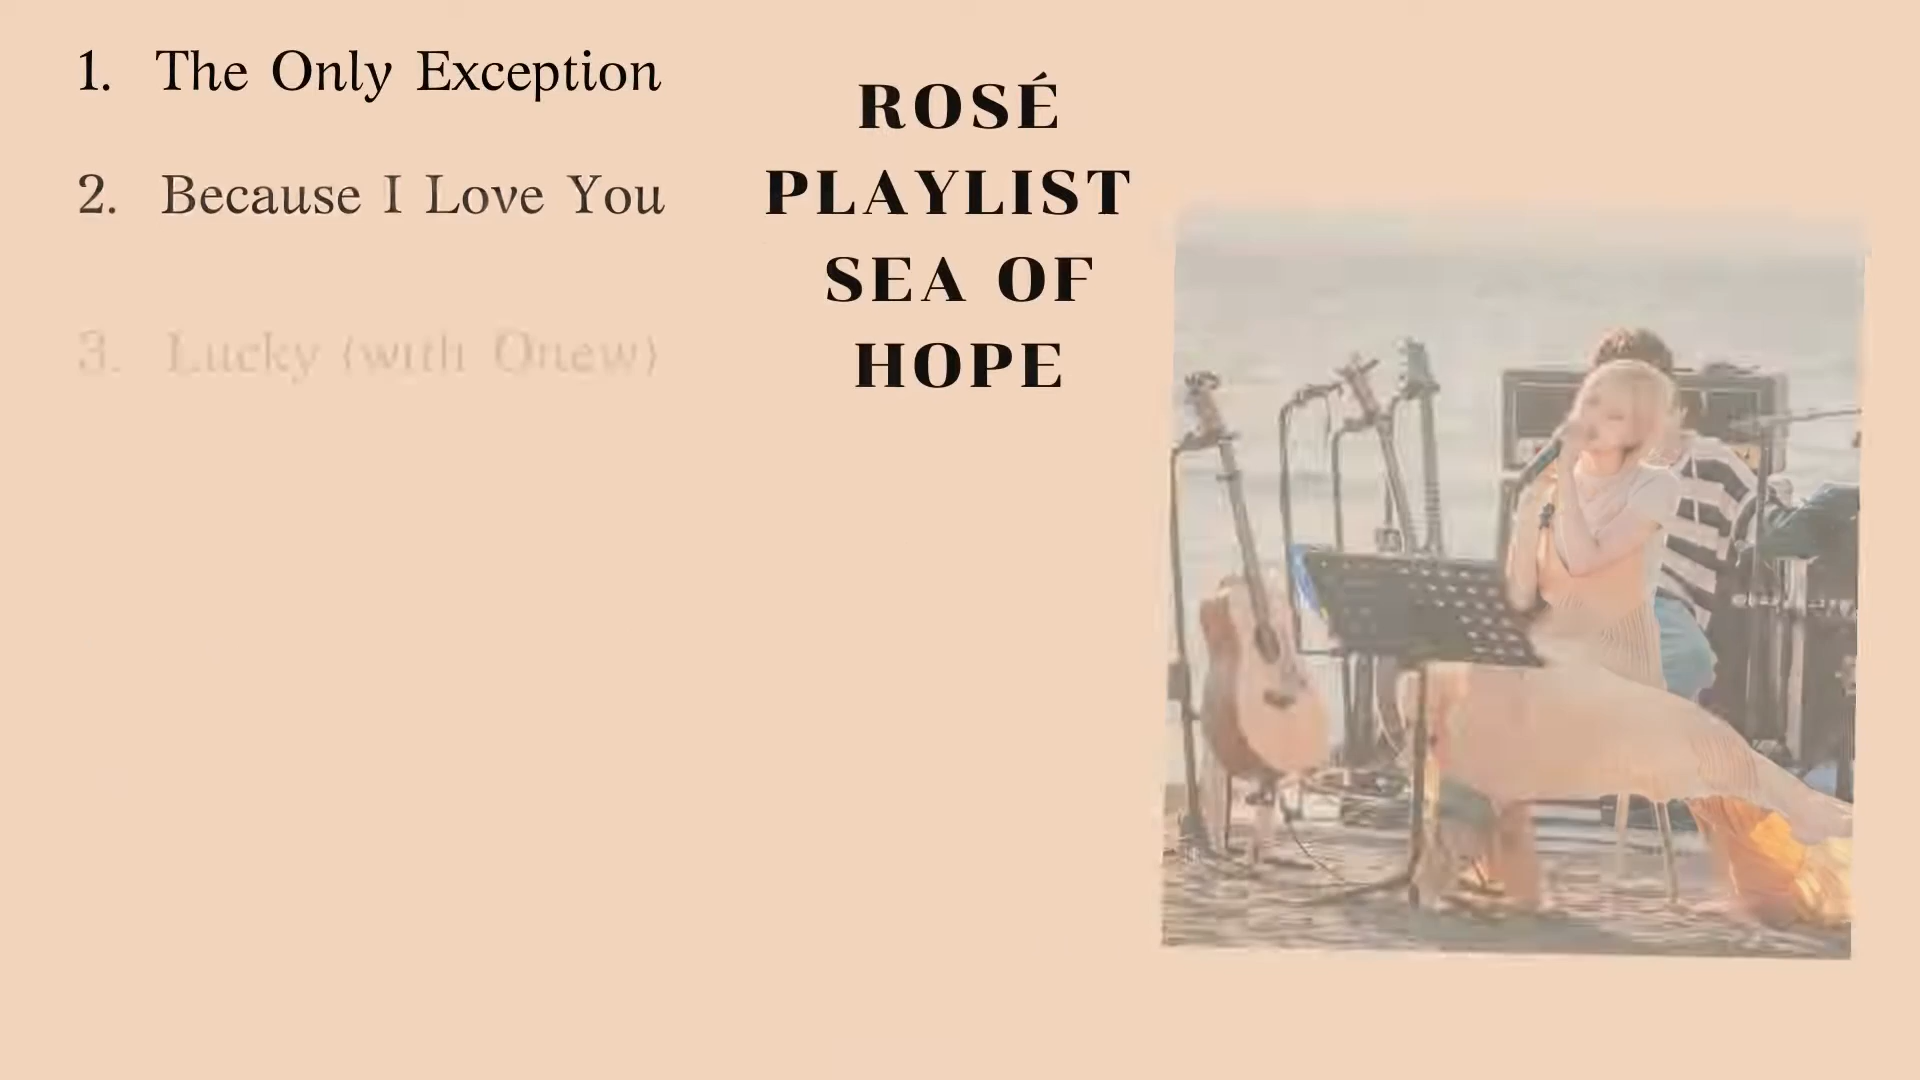 1. The Only Exception
2. Because I Love You
3. Lucky (with Onew)
ROSÉ
PLAYLIST
SEA OF
HOPE